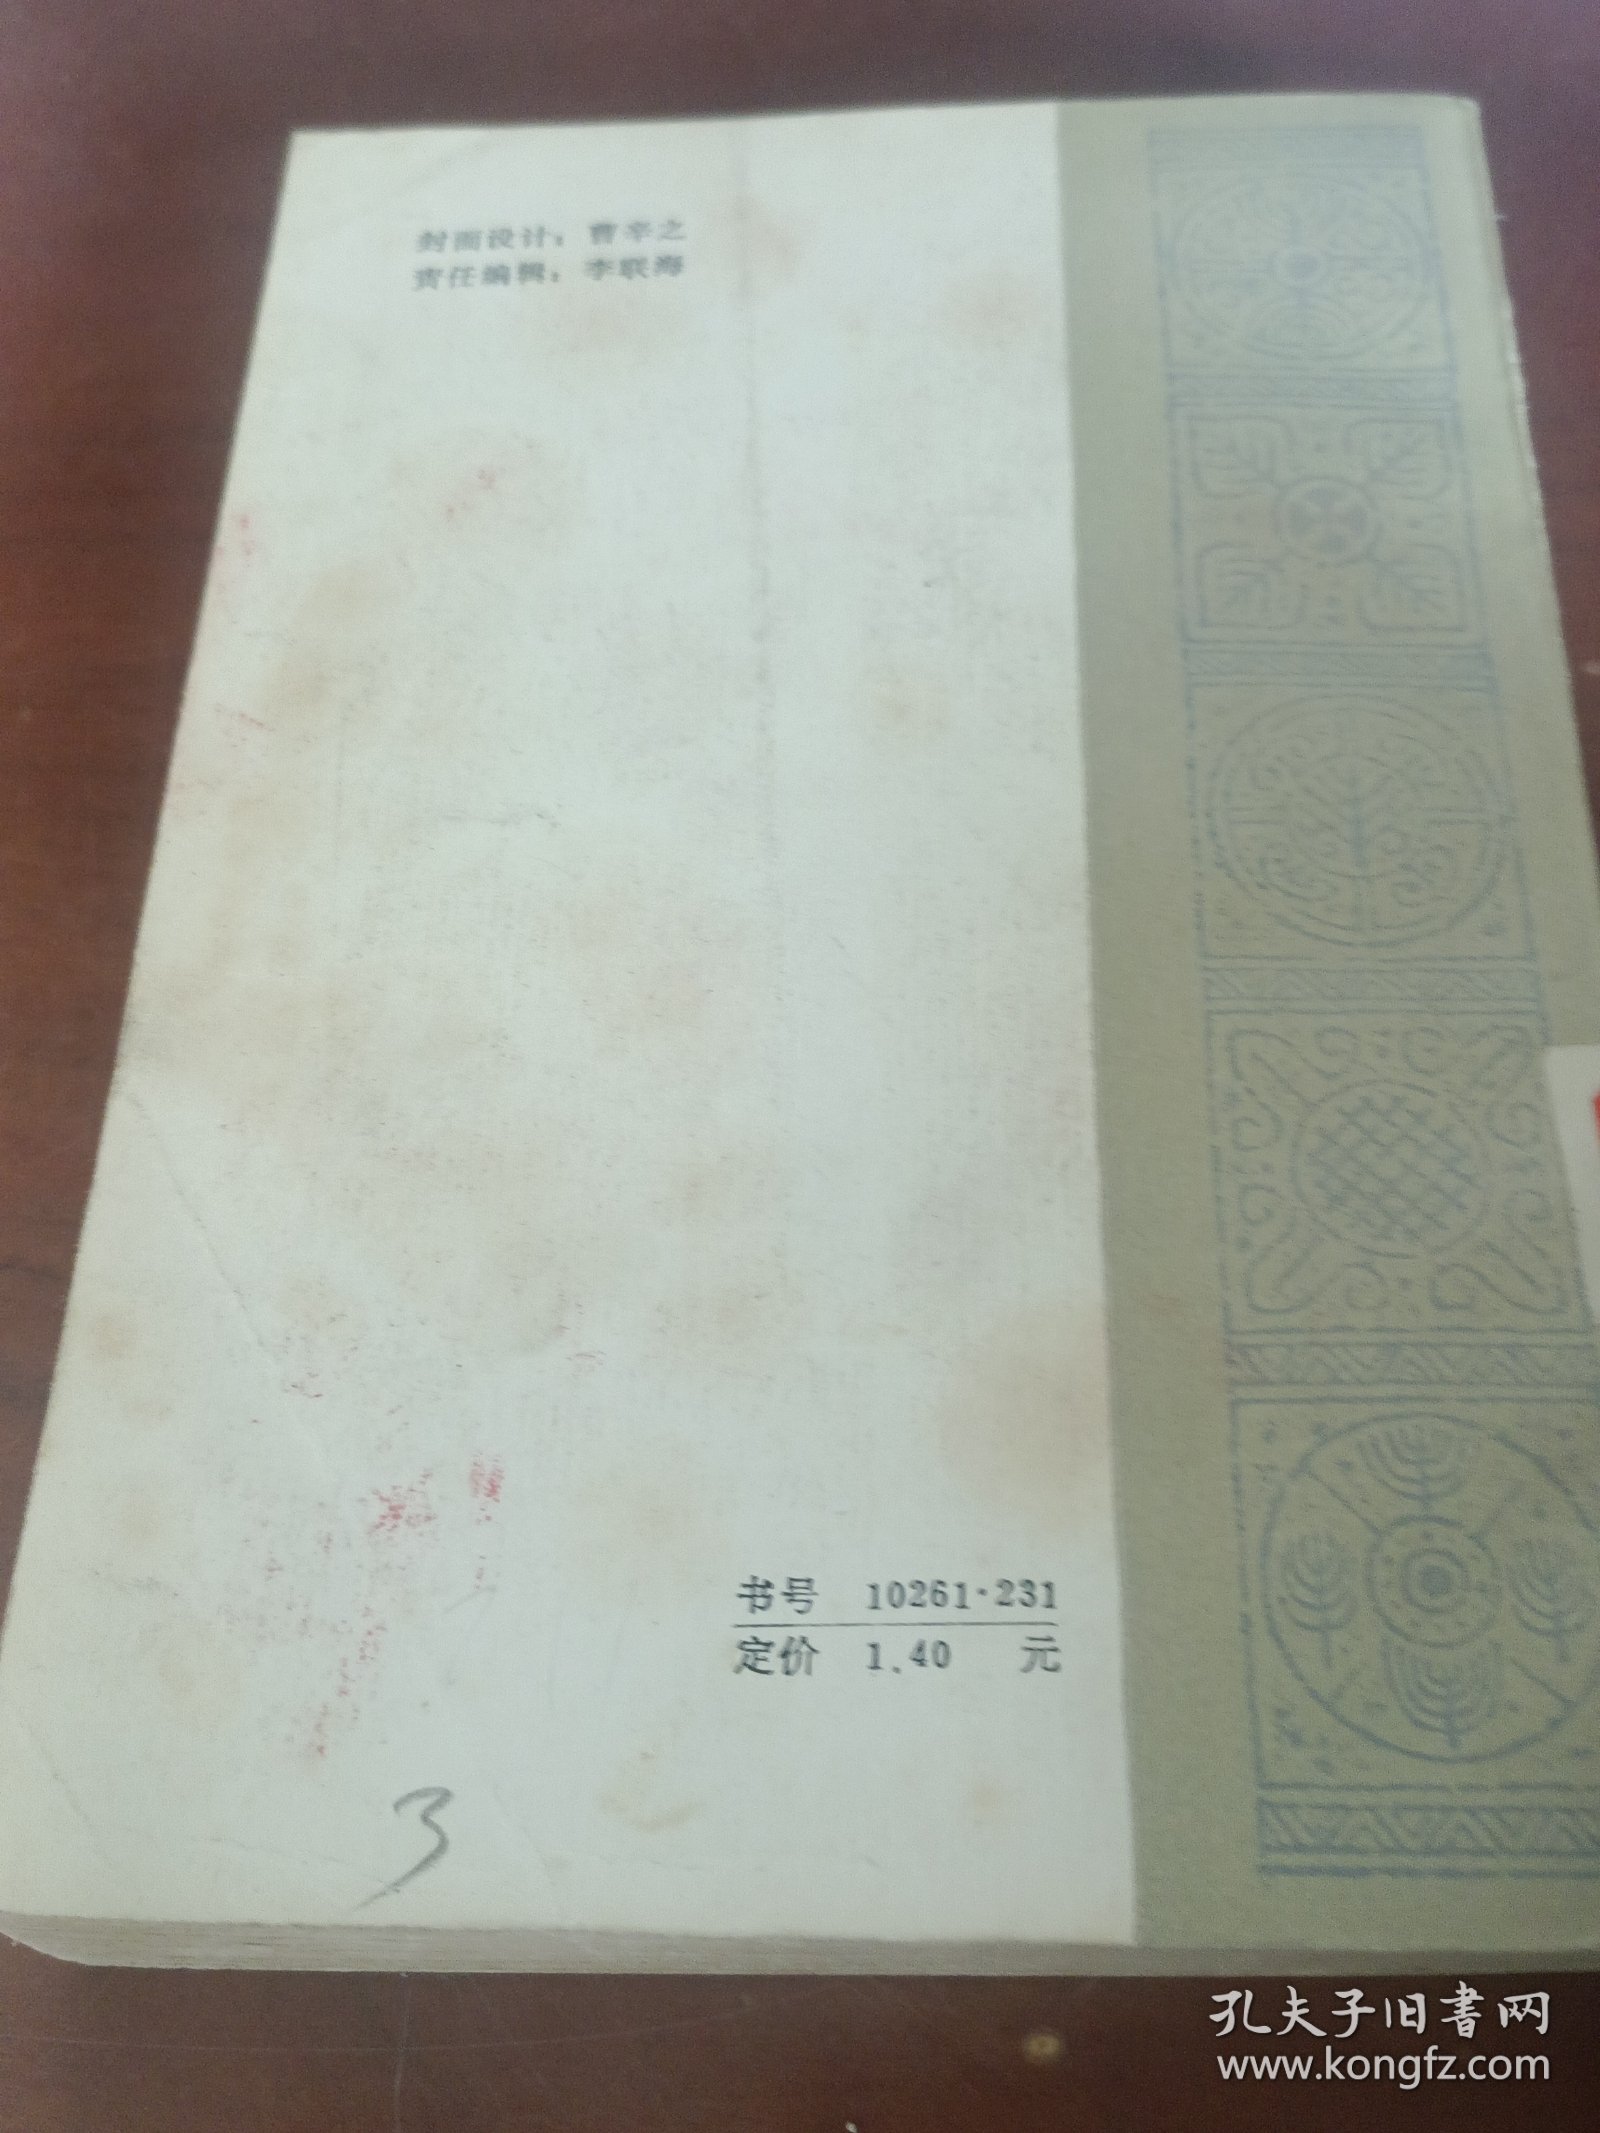 封面设计：曹辛之
责任编辑：李联海
书号 10261·231
定价 1.40 元
3
孔夫子旧书网
www.kongfz.com